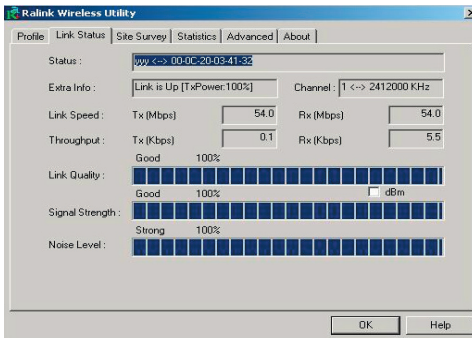 Ralink Wireless Utility
Profile Link Status Site Survey Statistics Advanced About
Status : yyy <--> 00-0C-20-03-41-32
Extra Info : Link is Up [TxPower:100%] Channel : 1 <--> 2412000 KHz
Link Speed : Tx (Mbps) 54.0 Rx (Mbps) 54.0
Throughput : Tx (Kbps) 0.1 Rx (Kbps) 5.5
Good 100%
Link Quality :
Good 100% dBm
Signal Strength :
Strong 100%
Noise Level :
OK Help